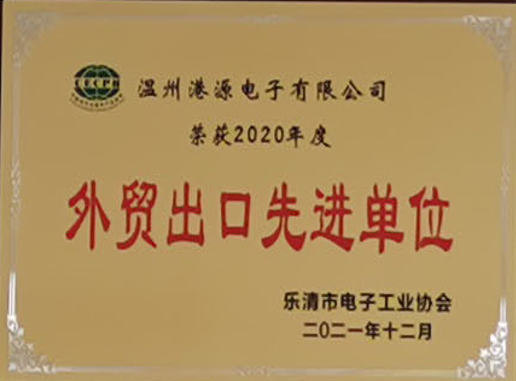 温州港源电子有限公司
荣获2020年度
外贸出口先进单位
乐清市电子工业协会
二〇二一年十二月